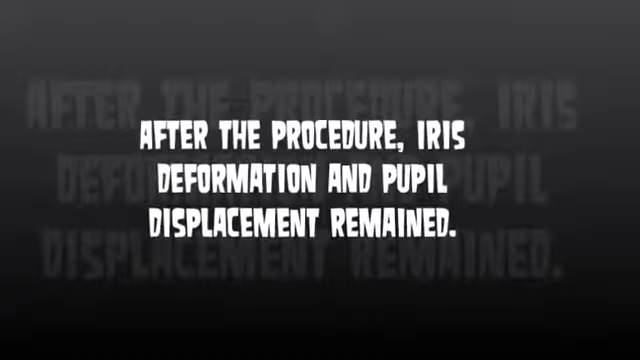 AFTER THE PROCEDURE, IRIS
DEFORMATION AND PUPIL
DISPLACEMENT REMAINED.